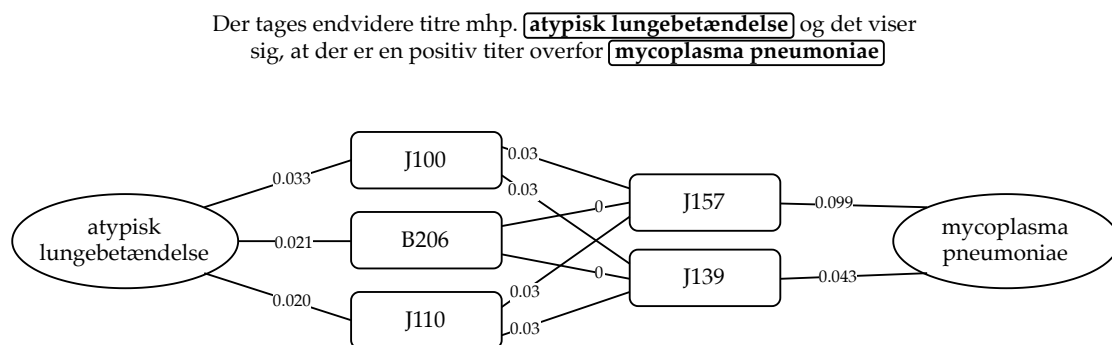 Der tages endvidere titre mhp. atypisk lungebetændelse og det viser
sig, at der er en positiv titer overfor mycoplasma pneumoniae
J100
0.03
0.033
0.03
J157
0.099
atypisk
lungebetændelse
0
0.021
B206
mycoplasma
pneumoniae
0
J139
0.043
0.020
0.03
J110
0.03